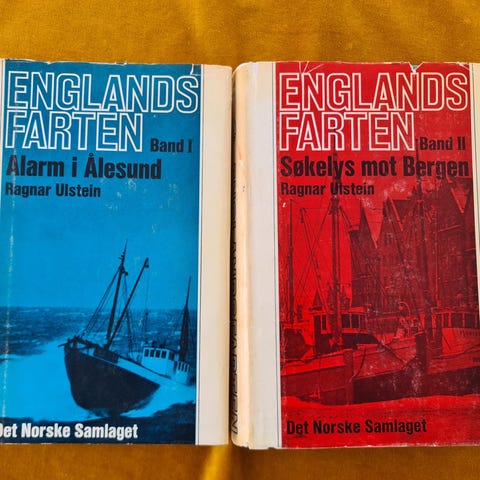 ENGLANDS
FARTEN Band I
Alarm i Ålesund
Ragnar Ulstein
Det Norske Samlaget
ENGLANDS
FARTEN Band II
Søkelys mot Bergen
Ragnar Ulstein
Det Norske Samlaget